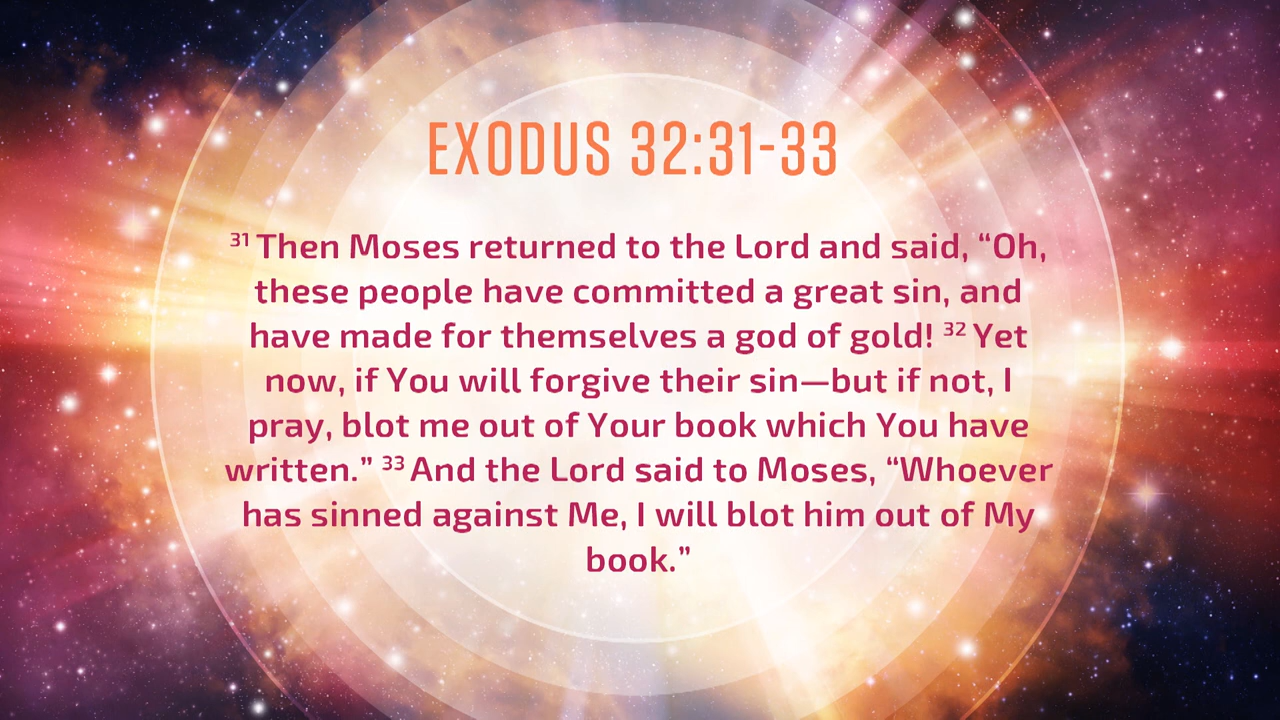 EXODUS 32:31-33
31 Then Moses returned to the Lord and said, “Oh,
these people have committed a great sin, and
have made for themselves a god of gold! 32 Yet
now, if You will forgive their sin—but if not, I
pray, blot me out of Your book which You have
written.” 33 And the Lord said to Moses, “Whoever
has sinned against Me, I will blot him out of My
book.”